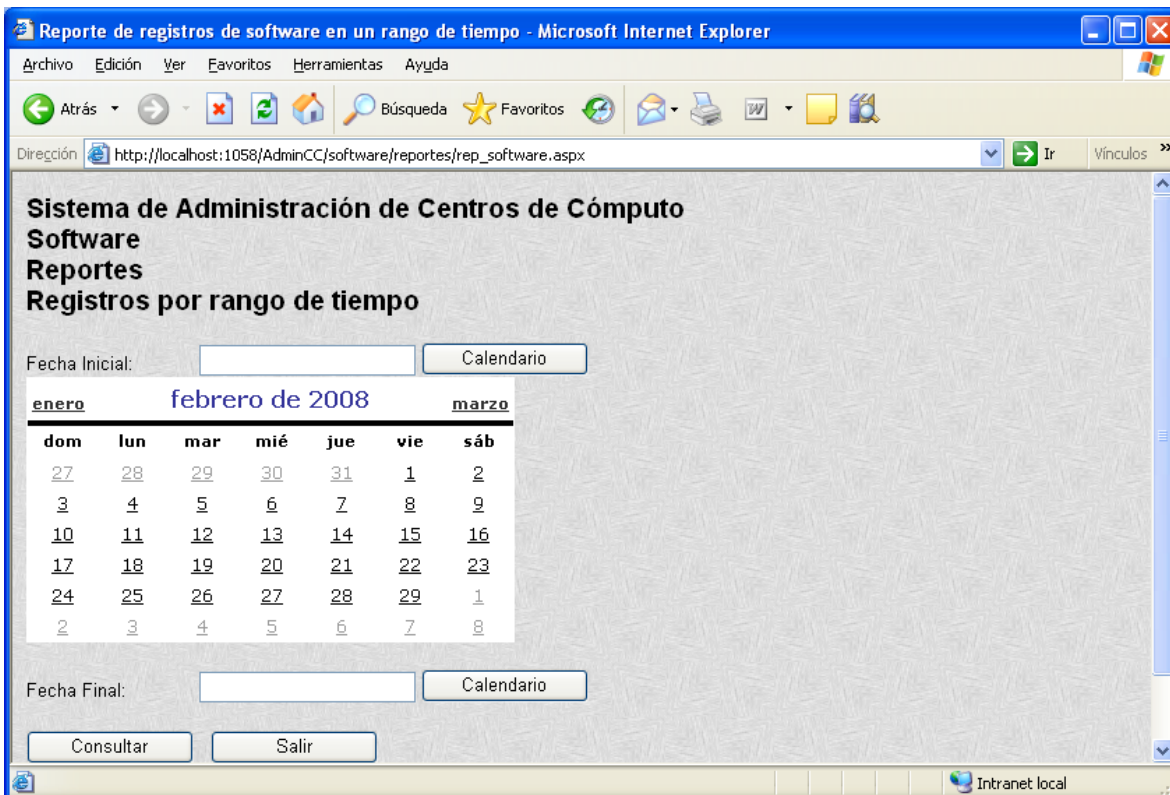 Reporte de registros de software en un rango de tiempo - Microsoft Internet Explorer
Archivo Edición Ver Favoritos Herramientas Ayuda
Atrás Búsqueda Favoritos W
Dirección http://localhost:1058/AdminCC/software/reportes/rep_software.aspx Ir Vínculos »
Sistema de Administración de Centros de Cómputo
Software
Reportes
Registros por rango de tiempo
Fecha Inicial: Calendario
enero febrero de 2008 marzo
dom lun mar mié jue vie sáb
27 28 29 30 31 1 2
3 4 5 6 7 8 9
10 11 12 13 14 15 16
17 18 19 20 21 22 23
24 25 26 27 28 29 1
2 3 4 5 6 7 8
Fecha Final: Calendario
Consultar Salir
Intranet local